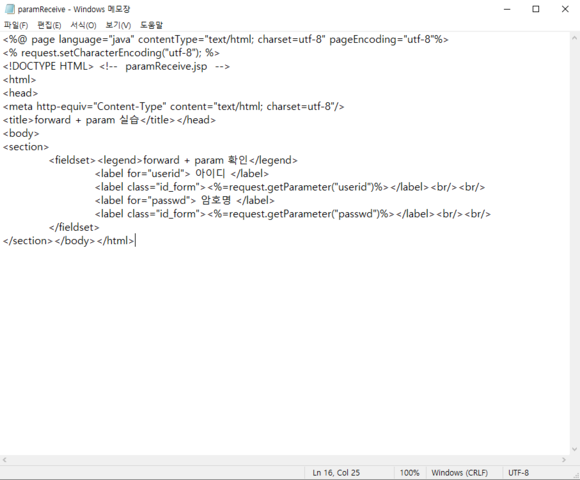 paramReceive - Windows 메모장
파일(F) 편집(E) 서식(O) 보기(V) 도움말
<%@ page language="java" contentType="text/html; charset=utf-8" pageEncoding="utf-8"%>
<% request.setCharacterEncoding("utf-8"); %>
<!DOCTYPE HTML> <!-- paramReceive.jsp -->
<html>
<head>
<meta http-equiv="Content-Type" content="text/html; charset=utf-8"/>
<title>forward + param 실습</title></head>
<body>
<section>
<fieldset><legend>forward + param 확인</legend>
<label for="userid"> 아이디 </label>
<label class="id_form"><%=request.getParameter("userid")%></label><br/><br/>
<label for="passwd"> 암호명 </label>
<label class="id_form"><%=request.getParameter("passwd")%></label><br/><br/>
</fieldset>
</section></body></html>
Ln 16, Col 25 100% Windows (CRLF) UTF-8